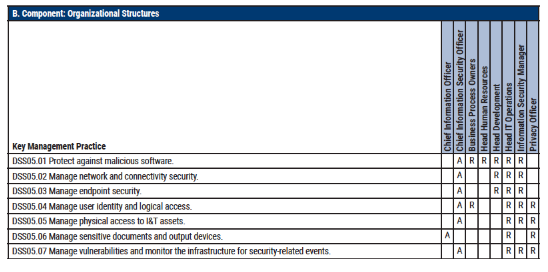 B. Component: Organizational Structures
Chief Information Officer
Chief Information Security Officer
Business Process Owners
Head Human Resources
Head Development
Head IT Operations
Information Security Manager
Privacy Officer
Key Management Practice
DSS05.01 Protect against malicious software. A R R R R R
DSS05.02 Manage network and connectivity security. A R R R
DSS05.03 Manage endpoint security. A R R R
DSS05.04 Manage user identity and logical access. A R R R R
DSS05.05 Manage physical access to I&T assets. A R R R
DSS05.06 Manage sensitive documents and output devices. A R R
DSS05.07 Manage vulnerabilities and monitor the infrastructure for security-related events. A R R R